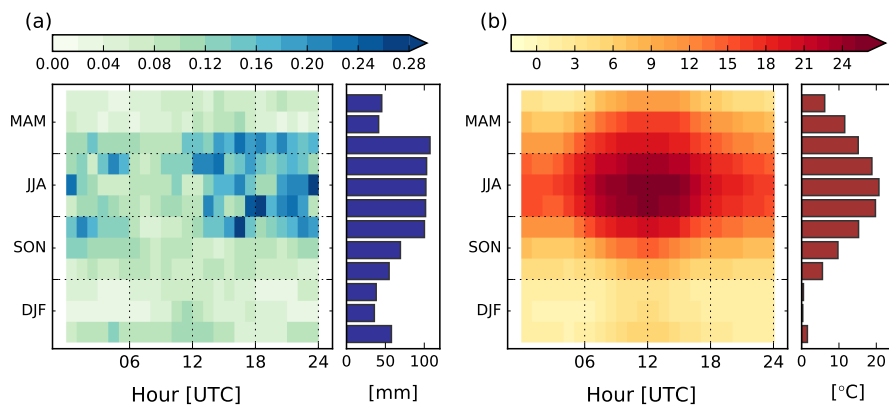 (a)
0.00 0.04 0.08 0.12 0.16 0.20 0.24 0.28
MAM
JJA
SON
DJF
06 12 18 24
Hour [UTC]
0 50 100
[mm]
(b)
0 3 6 9 12 15 18 21 24
MAM
JJA
SON
DJF
06 12 18 24
Hour [UTC]
0 10 20
[°C]